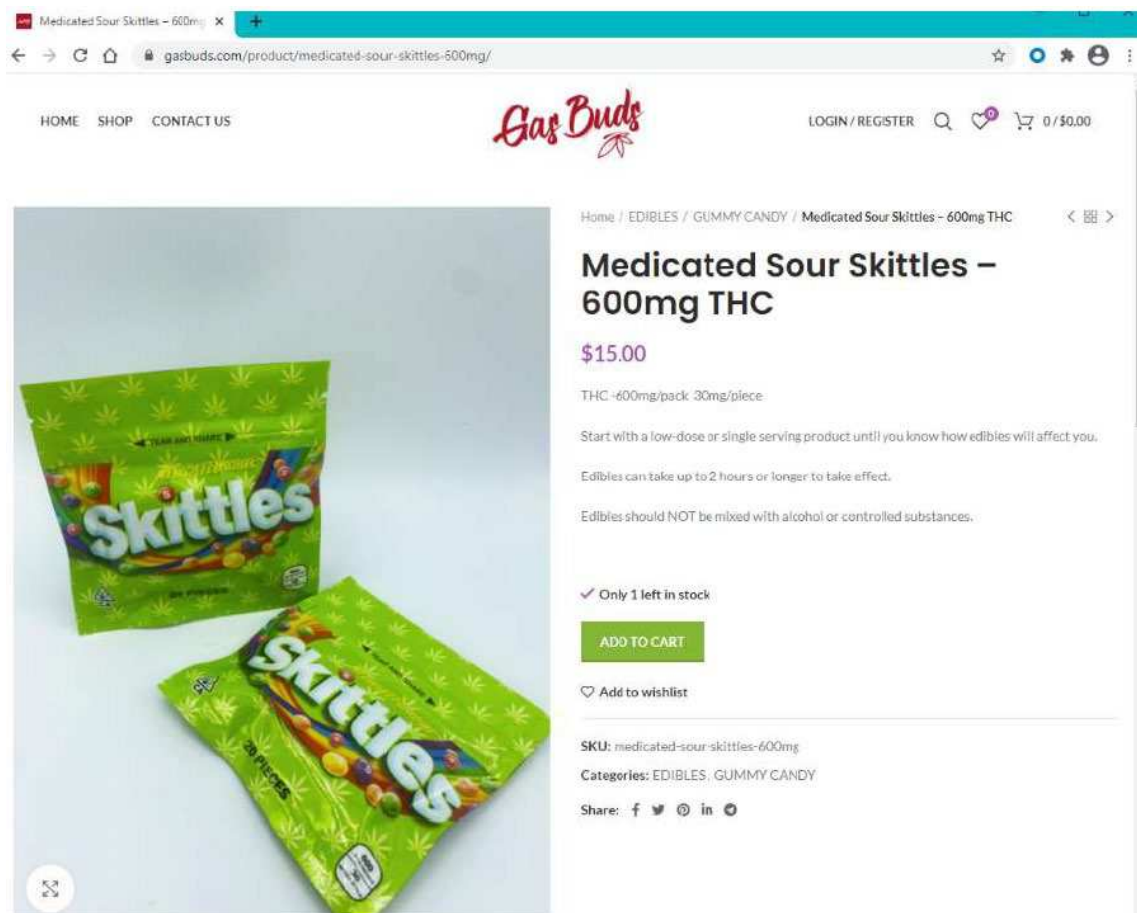 Medicated Sour Skittles – 600mg
gasbuds.com/product/medicated-sour-skittles-600mg/
HOME SHOP CONTACT US
Gas Buds
LOGIN / REGISTER 0 0 / $0.00
Home / EDIBLES / GUMMY CANDY / Medicated Sour Skittles – 600mg THC
Medicated Sour Skittles –
600mg THC
$15.00
THC -600mg/pack 30mg/piece
Start with a low-dose or single serving product until you know how edibles will affect you.
Edibles can take up to 2 hours or longer to take effect.
Edibles should NOT be mixed with alcohol or controlled substances.
Only 1 left in stock
ADD TO CART
Add to wishlist
SKU: medicated-sour-skittles-600mg
Categories: EDIBLES, GUMMY CANDY
Share:
TEAR AND SHARE
Skittles
20 PIECES
Skittles
20 PIECES